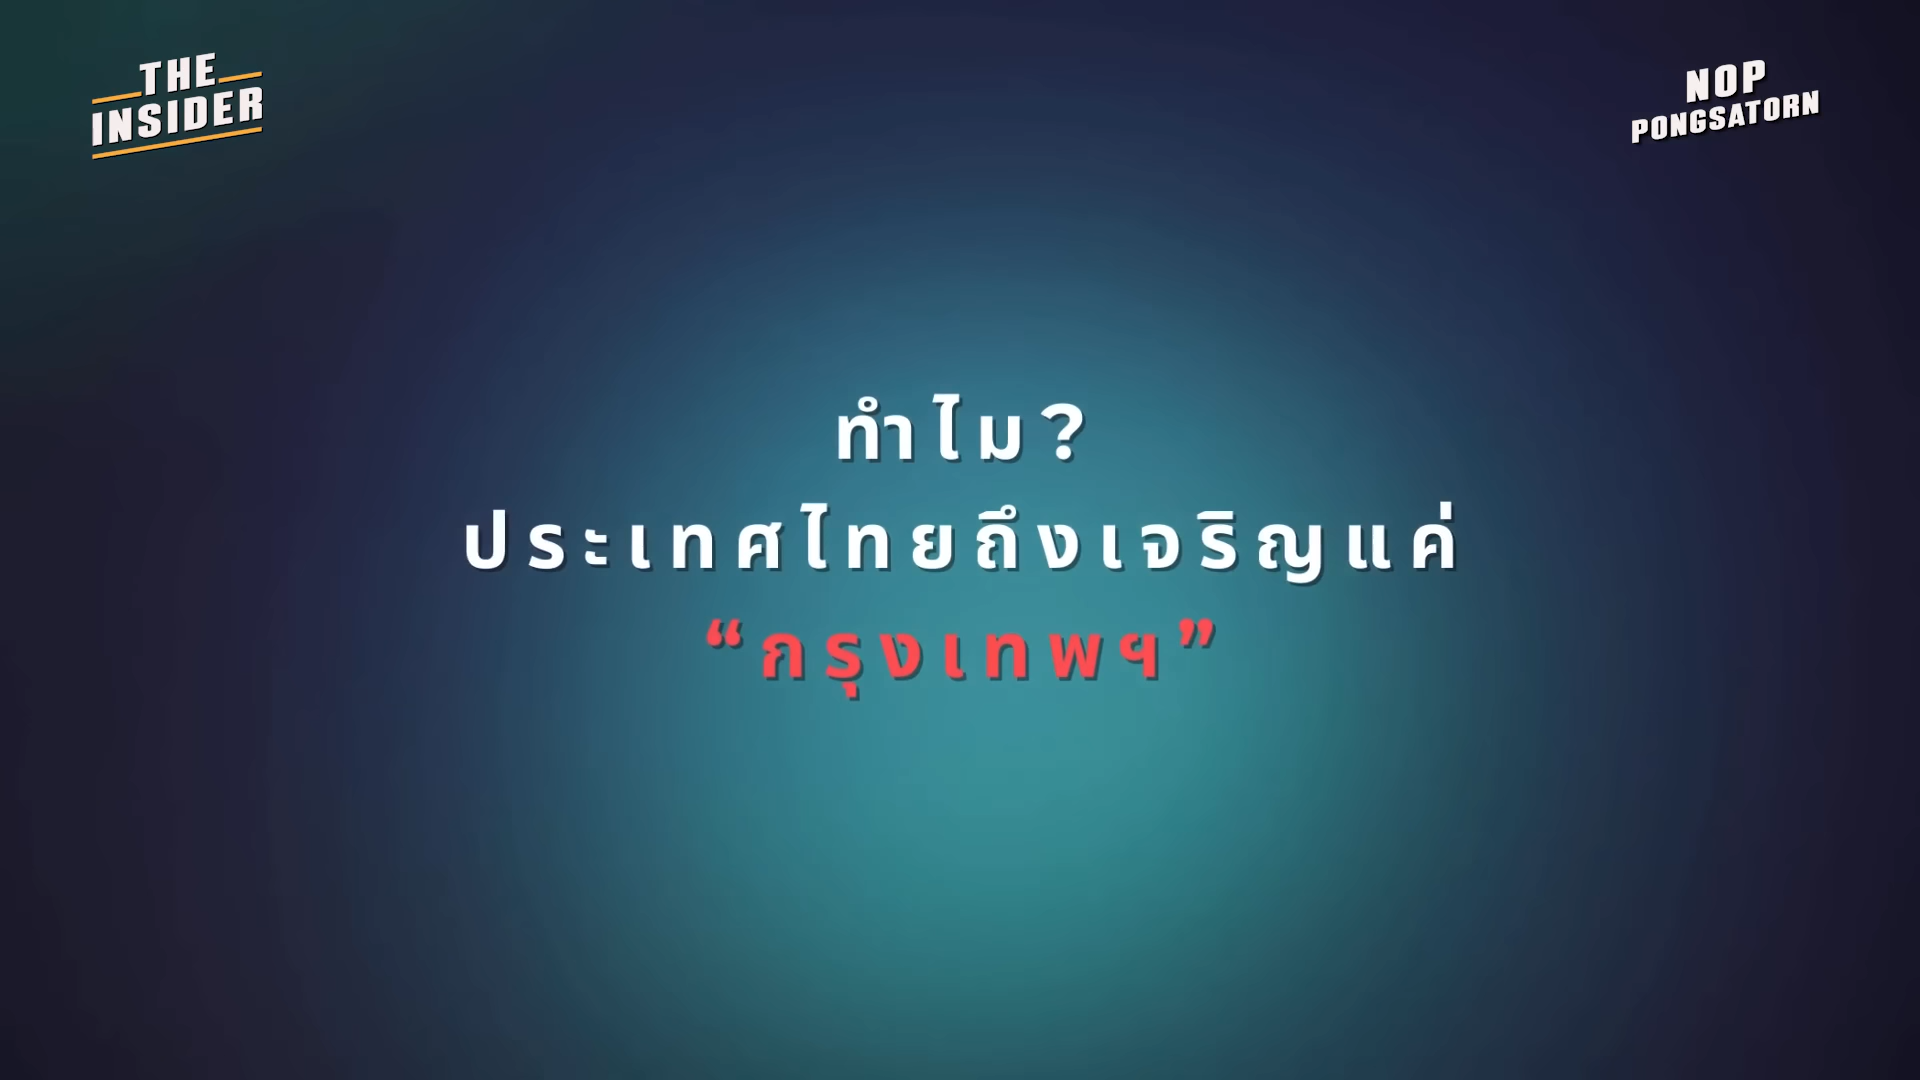 THE
INSIDER
NOP
PONGSATORN
ทำไม?
ประเทศไทยถึงเจริญแค่
“กรุงเทพฯ”